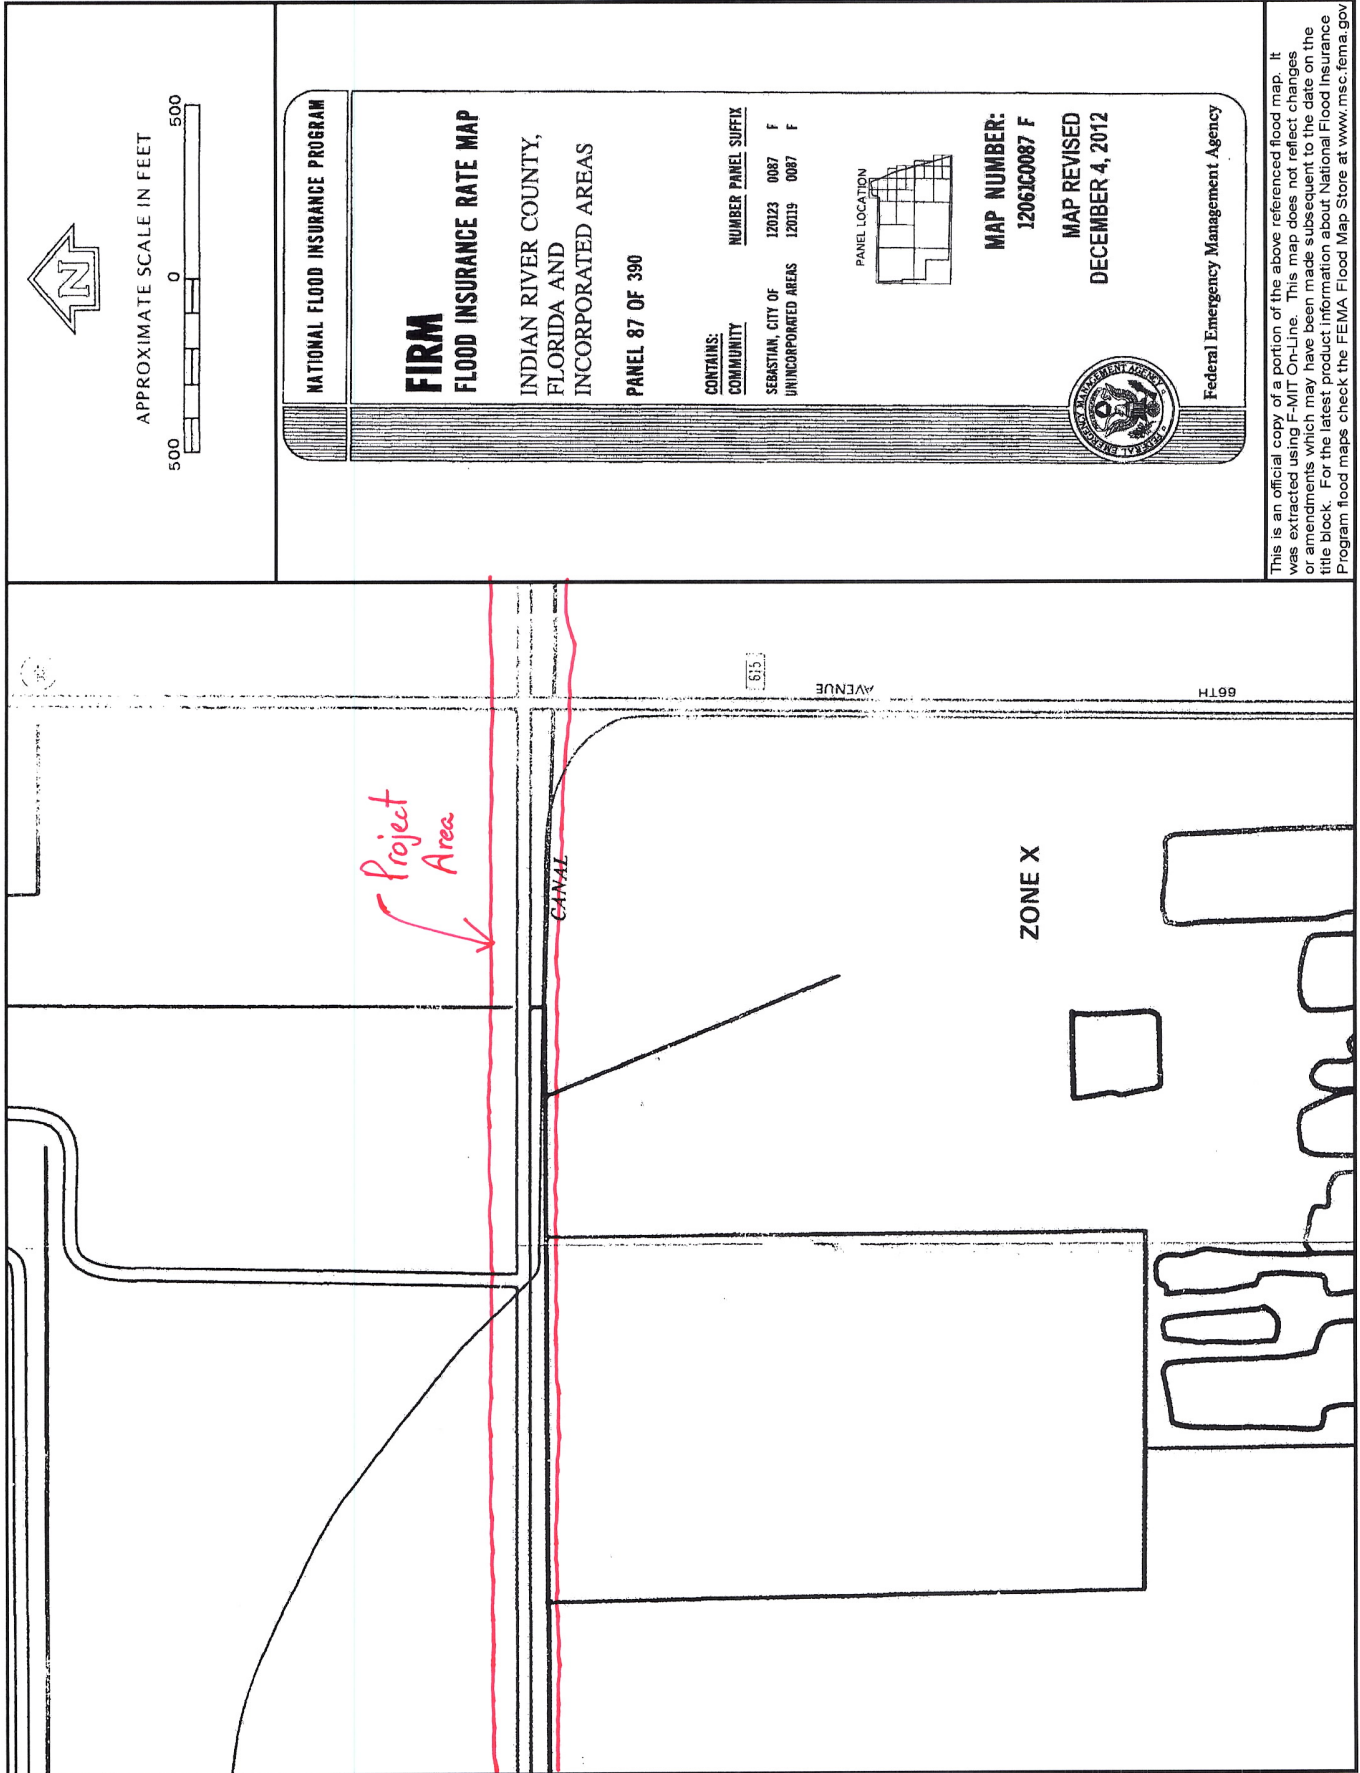 N
APPROXIMATE SCALE IN FEET
500 0 500
NATIONAL FLOOD INSURANCE PROGRAM
FIRM
FLOOD INSURANCE RATE MAP
INDIAN RIVER COUNTY,
FLORIDA AND
INCORPORATED AREAS
PANEL 87 OF 390
CONTAINS:
COMMUNITY NUMBER PANEL SUFFIX
SEBASTIAN, CITY OF 120123 0087 F
UNINCORPORATED AREAS 120119 0087 F
PANEL LOCATION
MAP NUMBER:
12061C0087 F
MAP REVISED
DECEMBER 4, 2012
FEDERAL EMERGENCY MANAGEMENT AGENCY
Federal Emergency Management Agency
This is an official copy of a portion of the above referenced flood map. It
was extracted using F-MIT On-Line. This map does not reflect changes
or amendments which may have been made subsequent to the date on the
title block. For the latest product information about National Flood Insurance
Program flood maps check the FEMA Flood Map Store at www.msc.fema.gov
Project
Area
CANAL
615
AVENUE
66TH
ZONE X